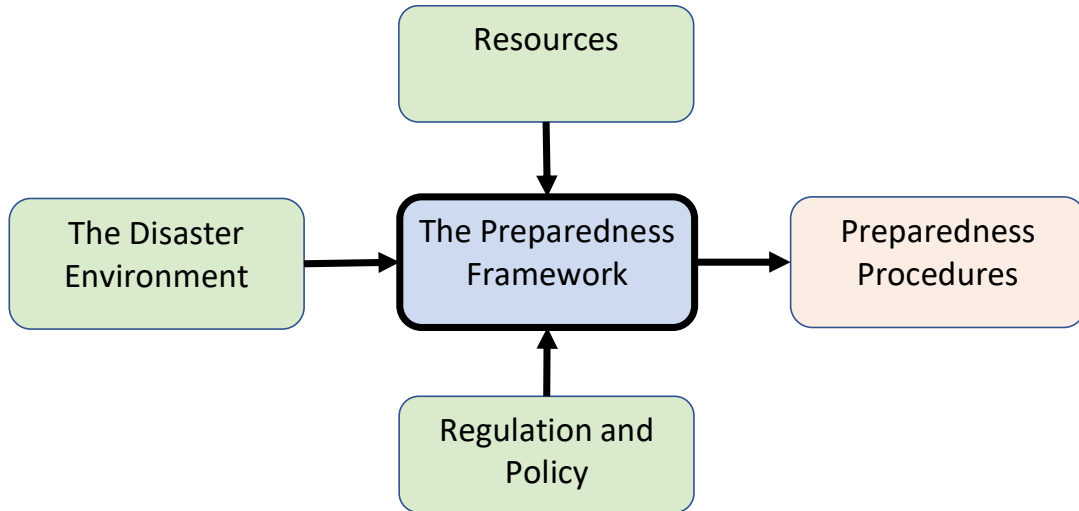 Resources
The Disaster
Environment
The Preparedness
Framework
Preparedness
Procedures
Regulation and
Policy